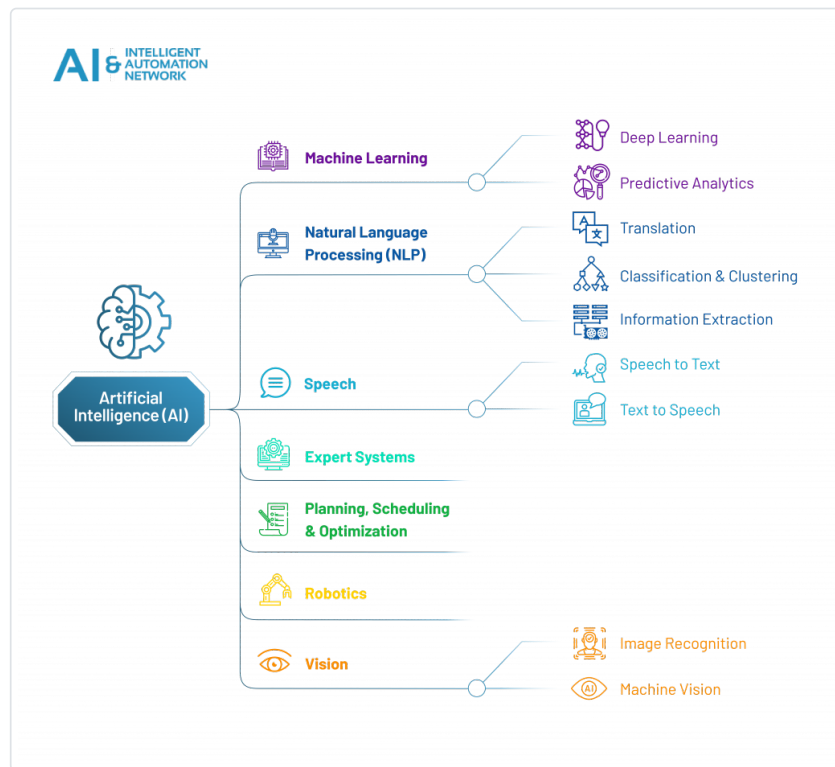 AI & INTELLIGENT
AUTOMATION
NETWORK
Artificial
Intelligence (AI)
Machine Learning
Deep Learning
Predictive Analytics
Natural Language
Processing (NLP)
Translation
A
文
Classification & Clustering
Information Extraction
Speech
Speech to Text
Text to Speech
Expert Systems
Planning, Scheduling
& Optimization
Robotics
Vision
Image Recognition
AI
Machine Vision